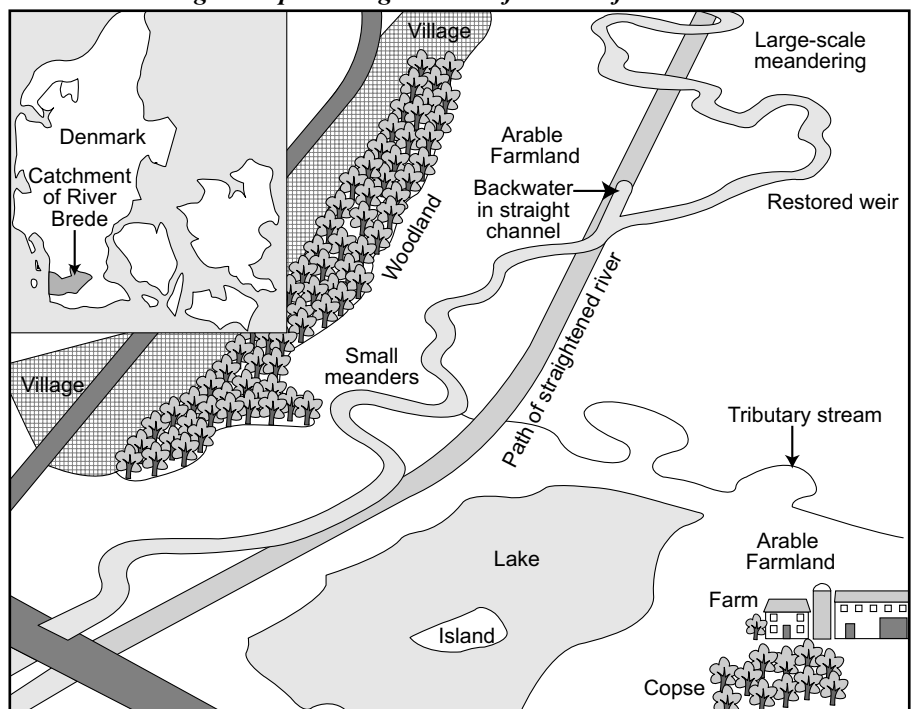 Village
Large-scale
meandering
Denmark
Catchment
of River
Brede
Arable
Farmland
Backwater
in straight
channel
Restored weir
Woodland
Path of straightened river
Small
meanders
Village
Tributary stream
Lake
Arable
Farmland
Farm
Island
Copse